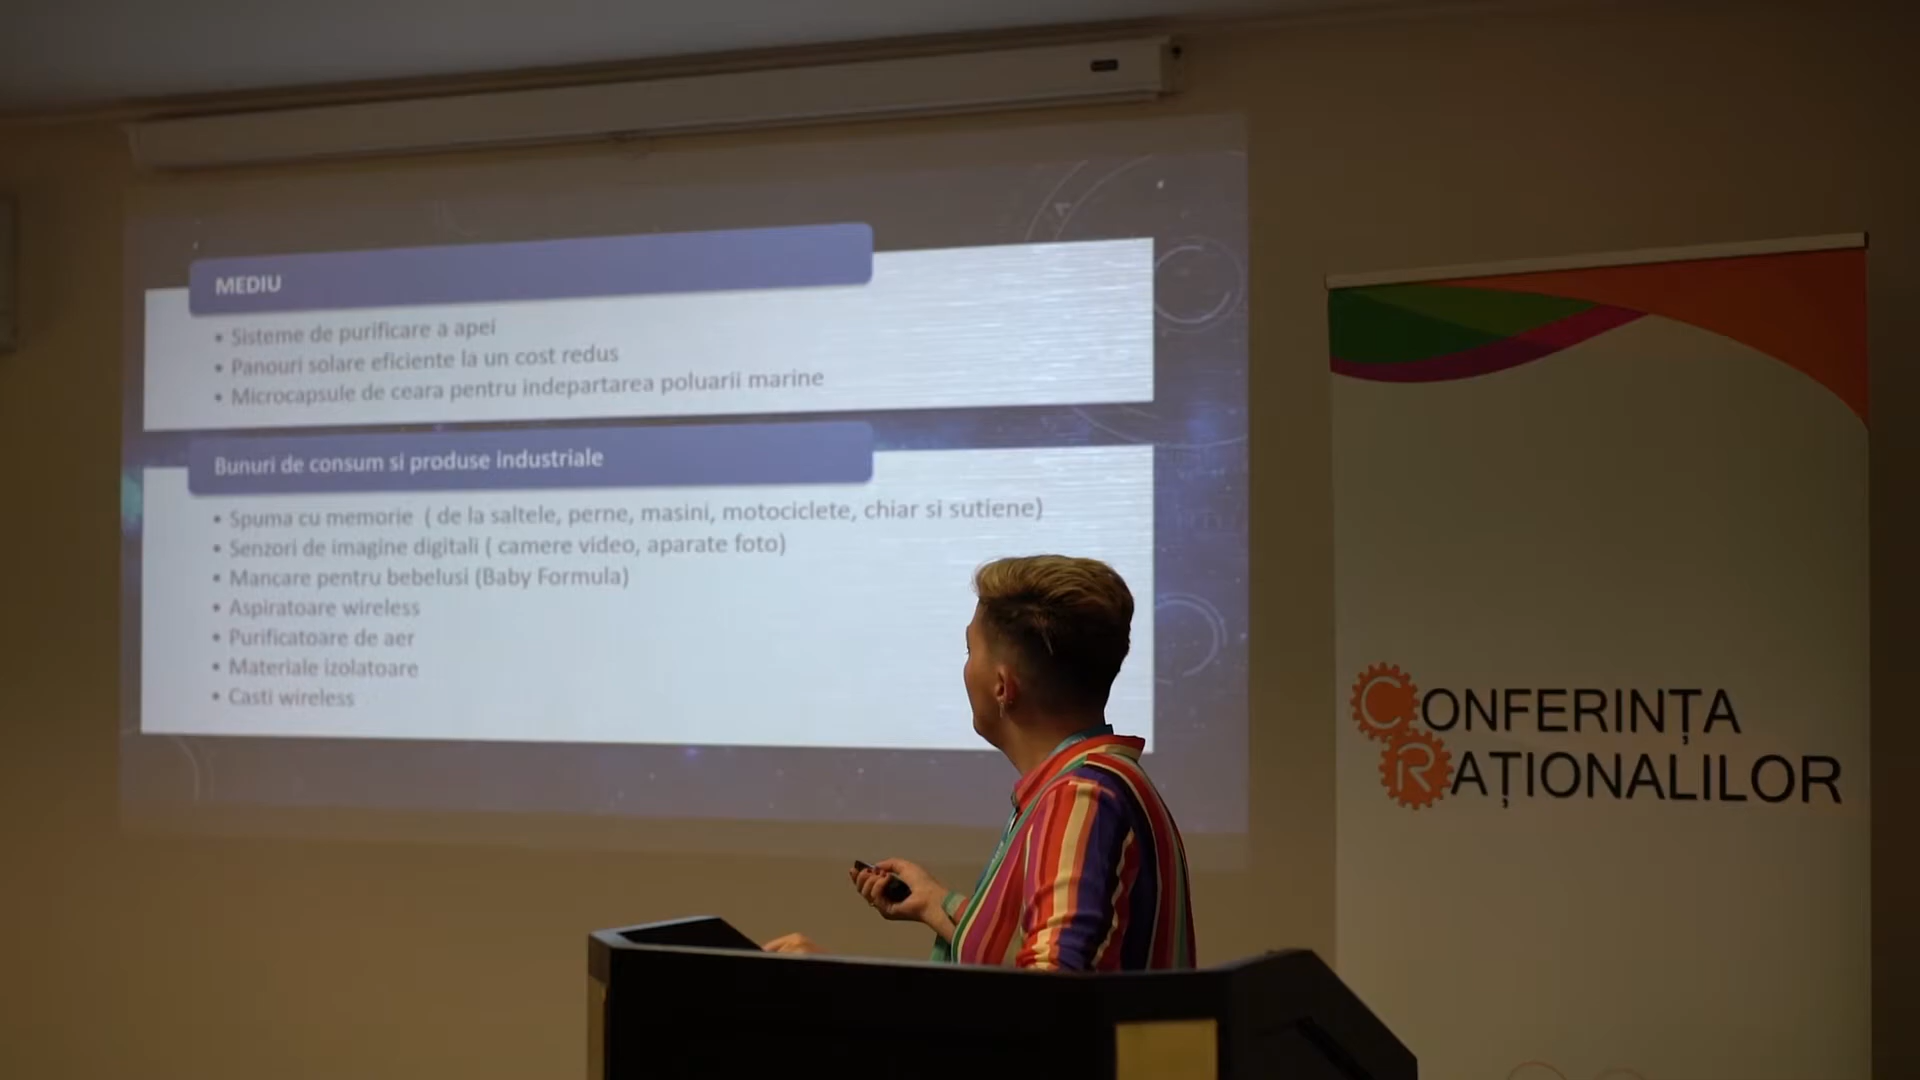 MEDIU
• Sisteme de purificare a apei
• Panouri solare eficiente la un cost redus
• Microcapsule de ceara pentru indepartarea poluarii marine
Bunuri de consum si produse industriale
• Spuma cu memorie ( de la saltele, perne, masini, motociclete, chiar si sutiene)
• Senzori de imagine digitali ( camere video, aparate foto)
• Mancare pentru bebelusi (Baby Formula)
• Aspiratoare wireless
• Purificatoare de aer
• Materiale izolatoare
• Casti wireless
CONFERINȚA
RAȚIONALILOR